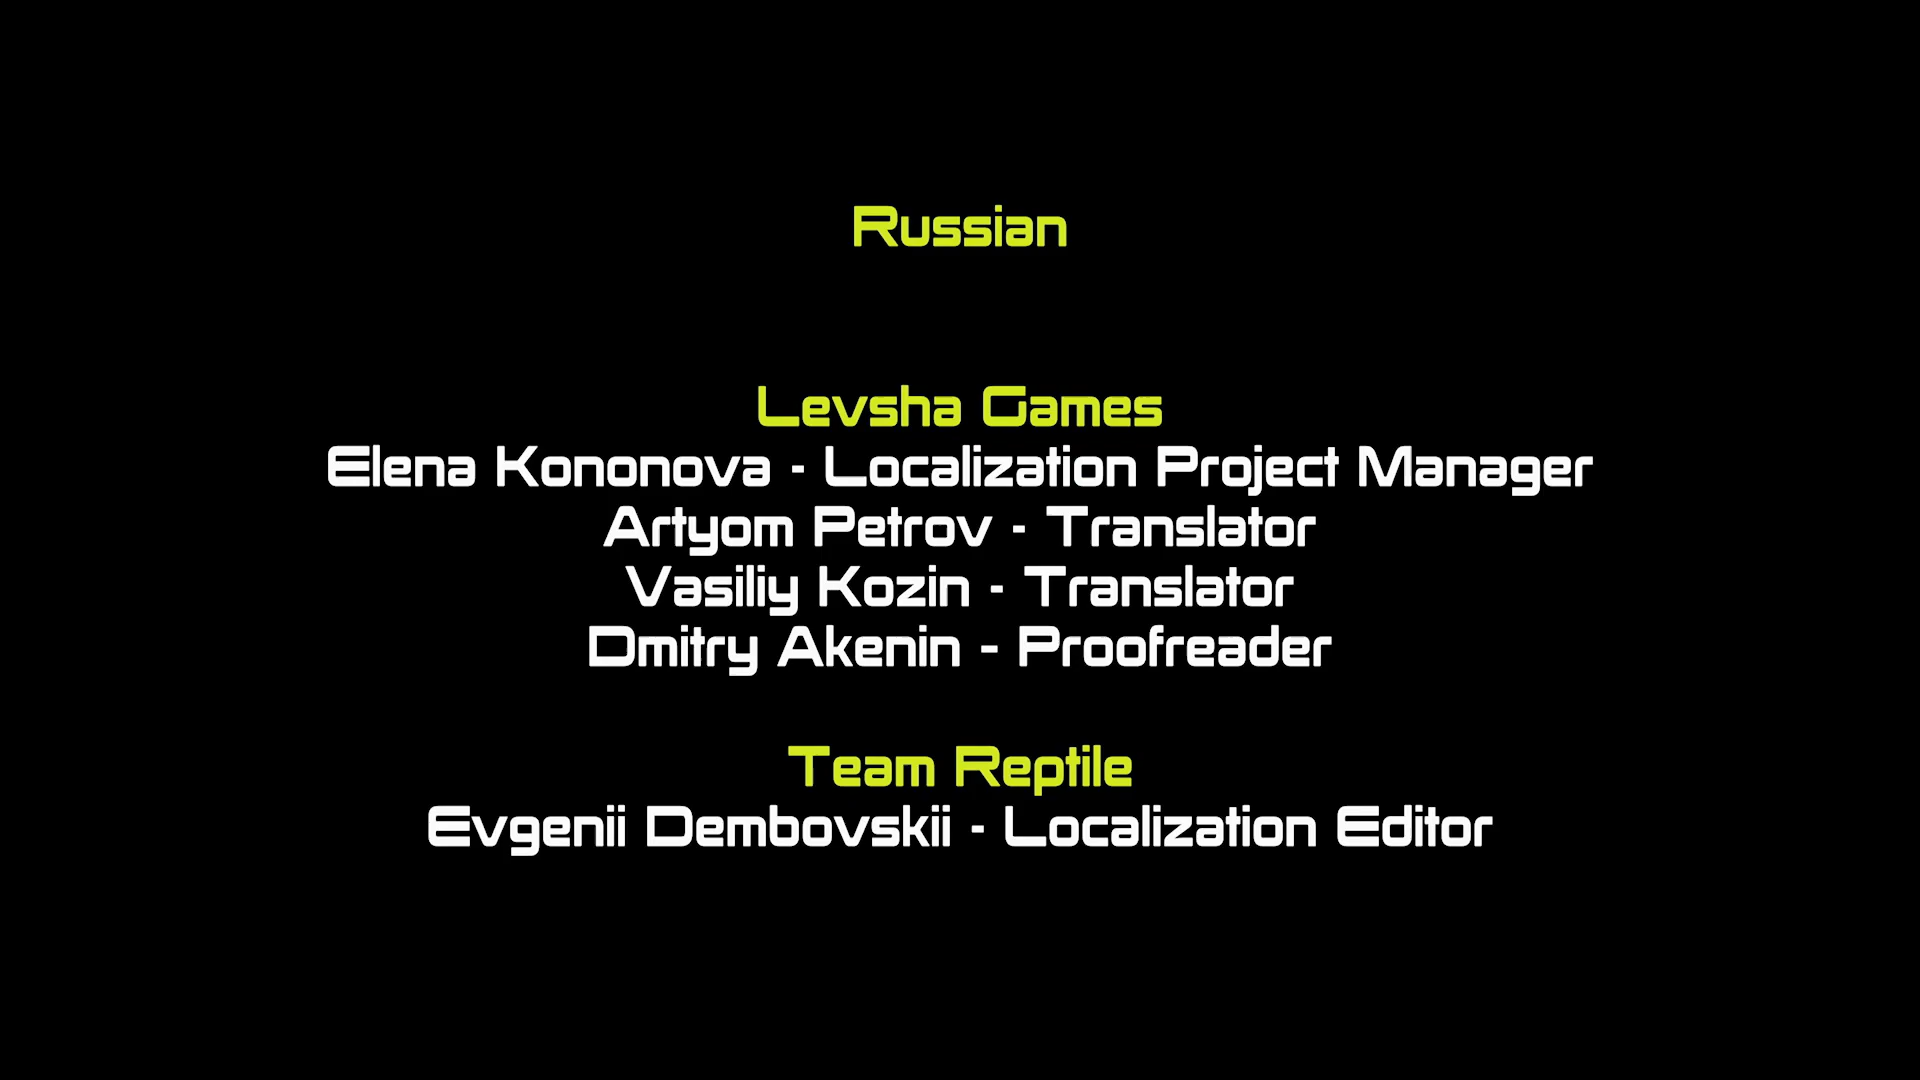 Russian
Levsha Games
Elena Kononova - Localization Project Manager
Artyom Petrov - Translator
Vasiliy Kozin - Translator
Dmitry Akenin - Proofreader
Team Reptile
Evgenii Dembovskii - Localization Editor